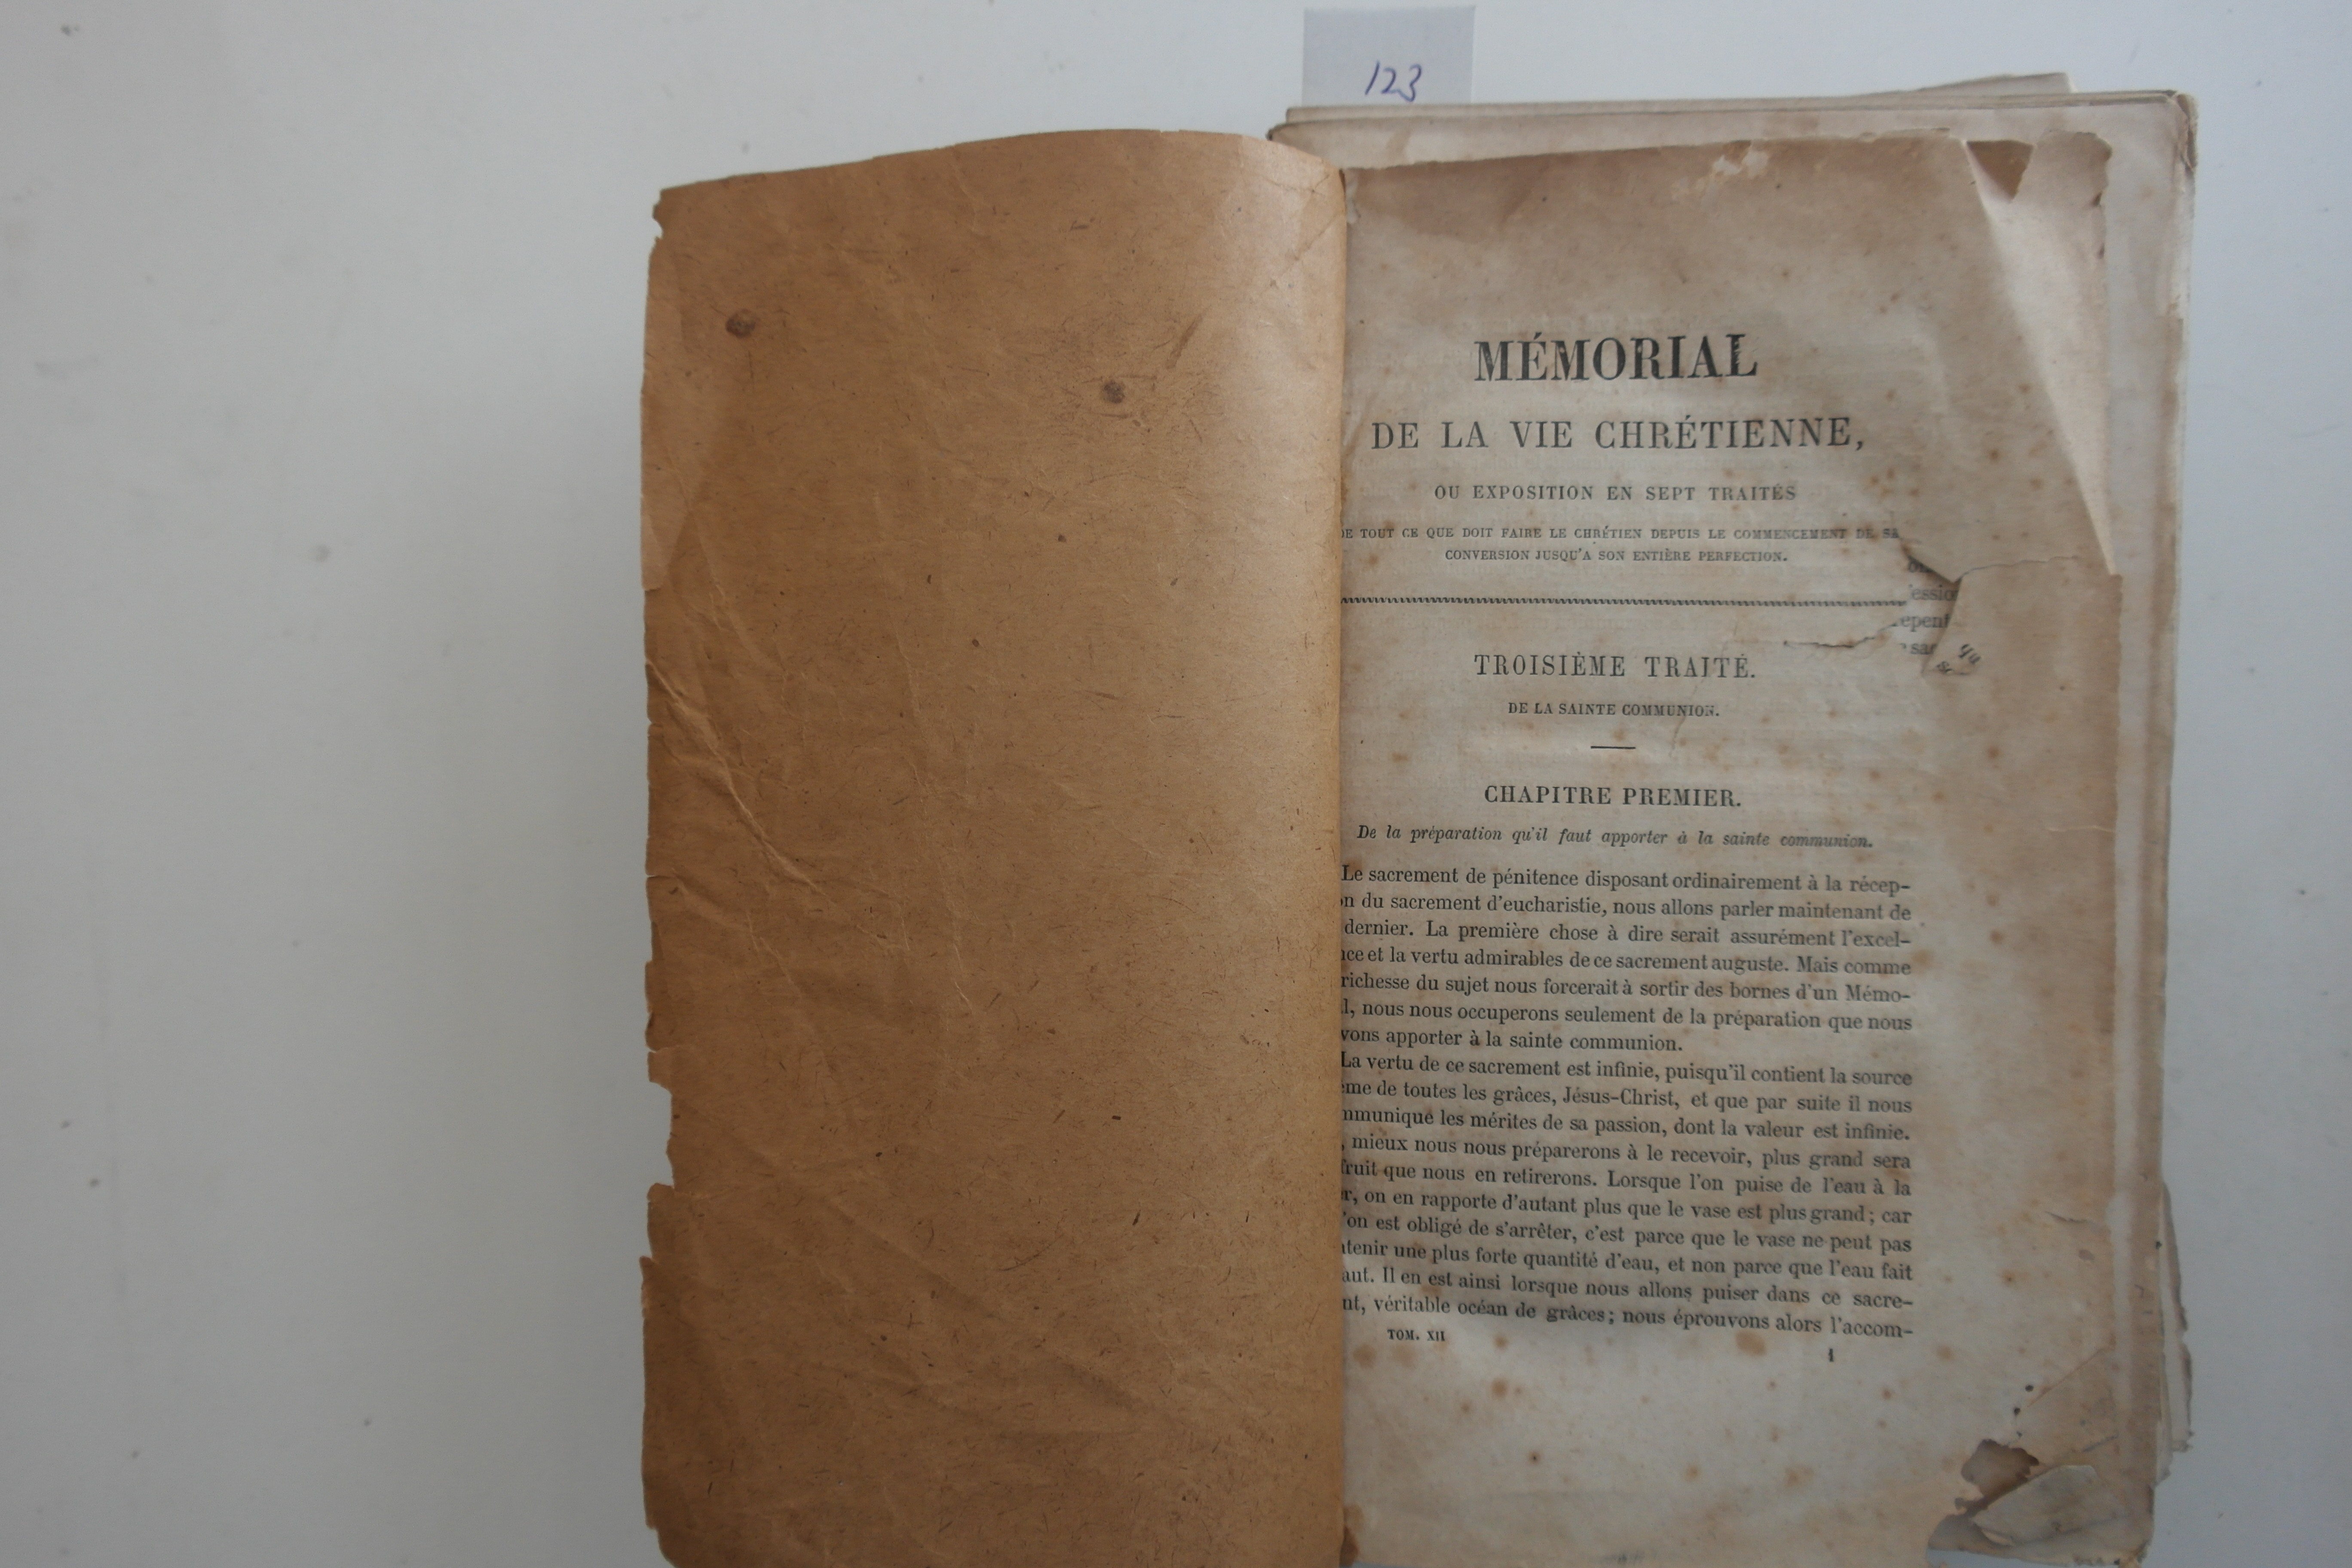 123
MÉMORIAL
DE LA VIE CHRÉTIENNE,
OU EXPOSITION EN SEPT TRAITÉS
DE TOUT CE QUE DOIT FAIRE LE CHRÉTIEN DEPUIS LE COMMENCEMENT DE SA
CONVERSION JUSQU'A SON ENTIÈRE PERFECTION.
TROISIÈME TRAITÉ.
DE LA SAINTE COMMUNION.
CHAPITRE PREMIER.
De la préparation qu'il faut apporter à la sainte communion.
Le sacrement de pénitence disposant ordinairement à la récep-
n du sacrement d'eucharistie, nous allons parler maintenant de
dernier. La première chose à dire serait assurément l'excel-
ce et la vertu admirables de ce sacrement auguste. Mais comme
richesse du sujet nous forcerait à sortir des bornes d'un Mémo-
l, nous nous occuperons seulement de la préparation que nous
vons apporter à la sainte communion.
La vertu de ce sacrement est infinie, puisqu'il contient la source
me de toutes les grâces, Jésus-Christ, et que par suite il nous
mmunique les mérites de sa passion, dont la valeur est infinie.
, mieux nous nous préparerons à le recevoir, plus grand sera
fruit que nous en retirerons. Lorsque l'on puise de l'eau à la
r, on en rapporte d'autant plus que le vase est plus grand; car
'on est obligé de s'arrêter, c'est parce que le vase ne peut pas
tenir une plus forte quantité d'eau, et non parce que l'eau fait
aut. Il en est ainsi lorsque nous allons puiser dans ce sacre-
nt, véritable océan de grâces; nous éprouvons alors l'accom-
TOM. XII
1